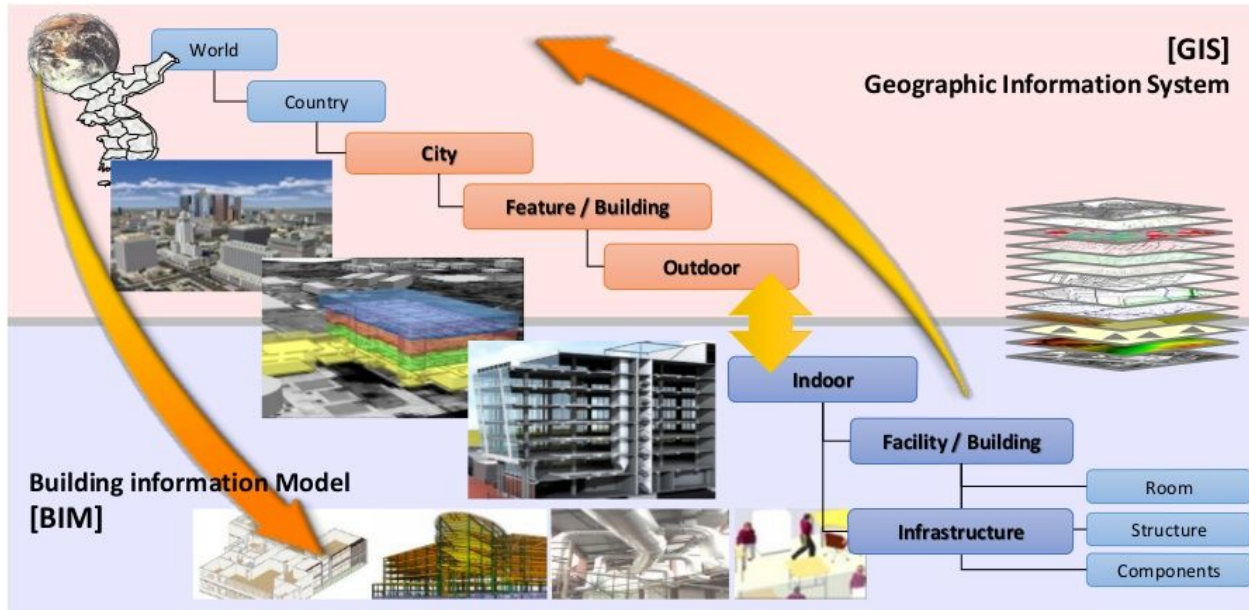 World
[GIS]
Geographic Information System
Country
City
Feature / Building
Outdoor
Indoor
Facility / Building
Building information Model
[BIM]
Room
Infrastructure
Structure
Components